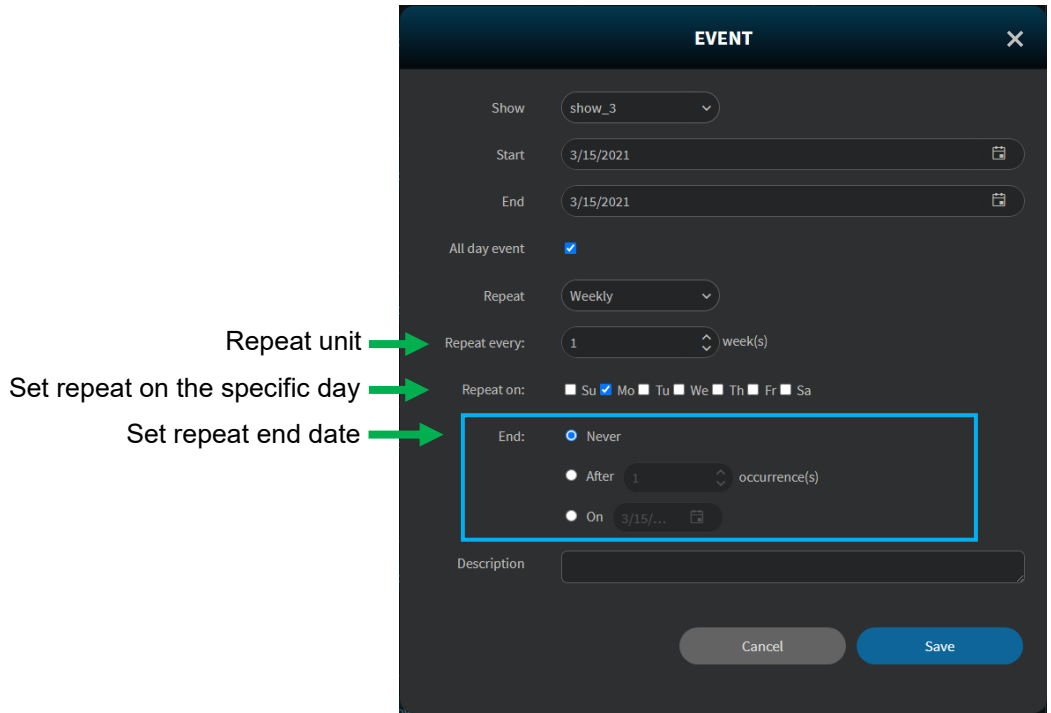 EVENT
Show show_3
Start 3/15/2021
End 3/15/2021
All day event
Repeat Weekly
Repeat unit Repeat every: 1 week(s)
Set repeat on the specific day Repeat on: Su Mo Tu We Th Fr Sa
Set repeat end date End: Never
After 1 occurrence(s)
On 3/15/...
Description
Cancel Save